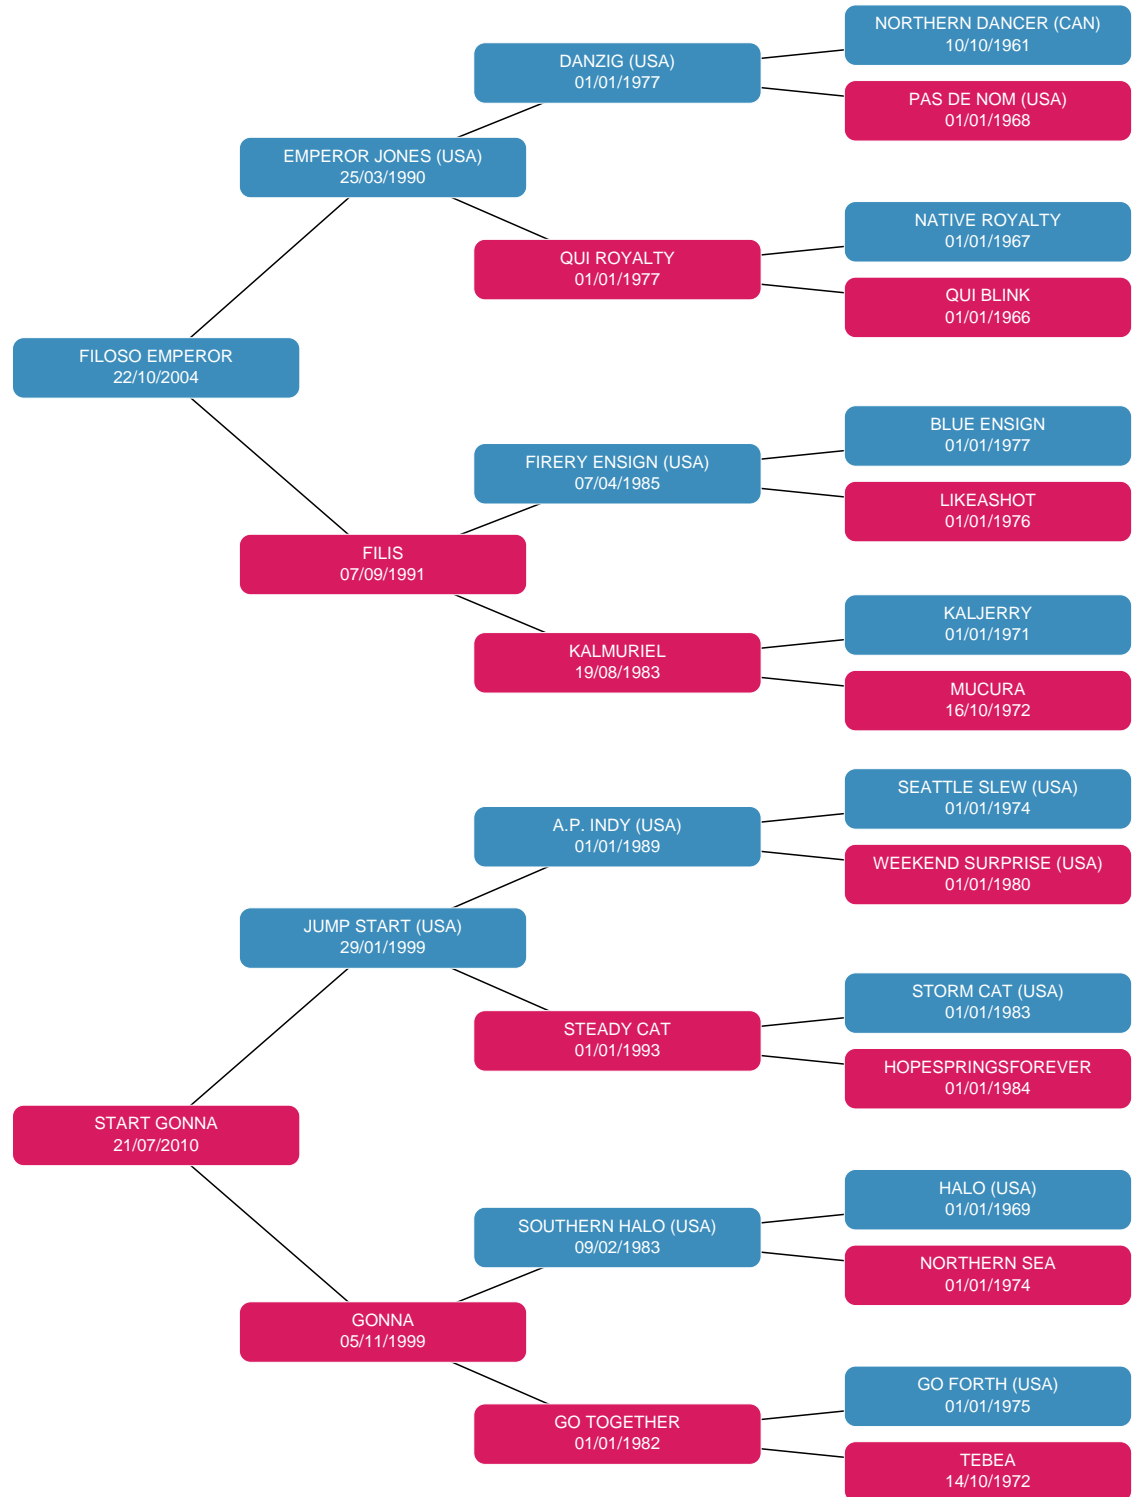 NORTHERN DANCER (CAN)
10/10/1961
DANZIG (USA)
01/01/1977
PAS DE NOM (USA)
01/01/1968
EMPEROR JONES (USA)
25/03/1990
NATIVE ROYALTY
01/01/1967
QUI ROYALTY
01/01/1977
QUI BLINK
01/01/1966
FILOSO EMPEROR
22/10/2004
BLUE ENSIGN
01/01/1977
FIRERY ENSIGN (USA)
07/04/1985
LIKEASHOT
01/01/1976
FILIS
07/09/1991
KALJERRY
01/01/1971
KALMURIEL
19/08/1983
MUCURA
16/10/1972
SEATTLE SLEW (USA)
01/01/1974
A.P. INDY (USA)
01/01/1989
WEEKEND SURPRISE (USA)
01/01/1980
JUMP START (USA)
29/01/1999
STORM CAT (USA)
01/01/1983
STEADY CAT
01/01/1993
HOPESPRINGSFOREVER
01/01/1984
START GONNA
21/07/2010
HALO (USA)
01/01/1969
SOUTHERN HALO (USA)
09/02/1983
NORTHERN SEA
01/01/1974
GONNA
05/11/1999
GO FORTH (USA)
01/01/1975
GO TOGETHER
01/01/1982
TEBEA
14/10/1972